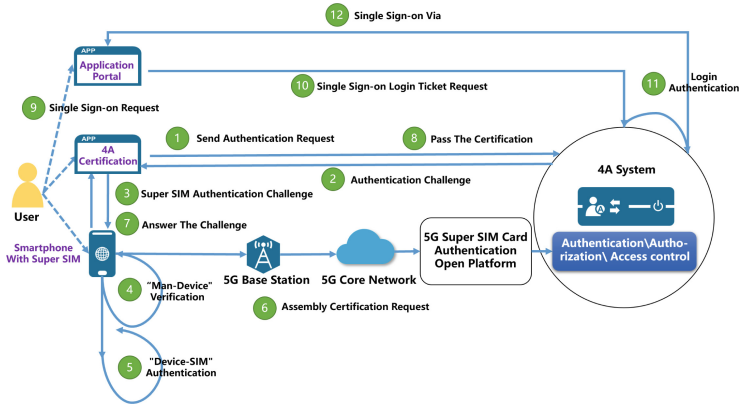 12 Single Sign-on Via
APP
Application
Portal
10 Single Sign-on Login Ticket Request
11 Login
Authentication
9 Single Sign-on Request
APP
4A
Certification
1 Send Authentication Request
8 Pass The Certification
2 Authentication Challenge
4A System
A
User
3 Super SIM Authentication Challenge
7 Answer The Challenge
Smartphone
With Super SIM
5G Super SIM Card
Authentication
Open Platform
Authentication\Autho-
rization\ Access control
5G Base Station
5G Core Network
4 "Man-Device"
Verification
6 Assembly Certification Request
5 "Device-SIM"
Authentication